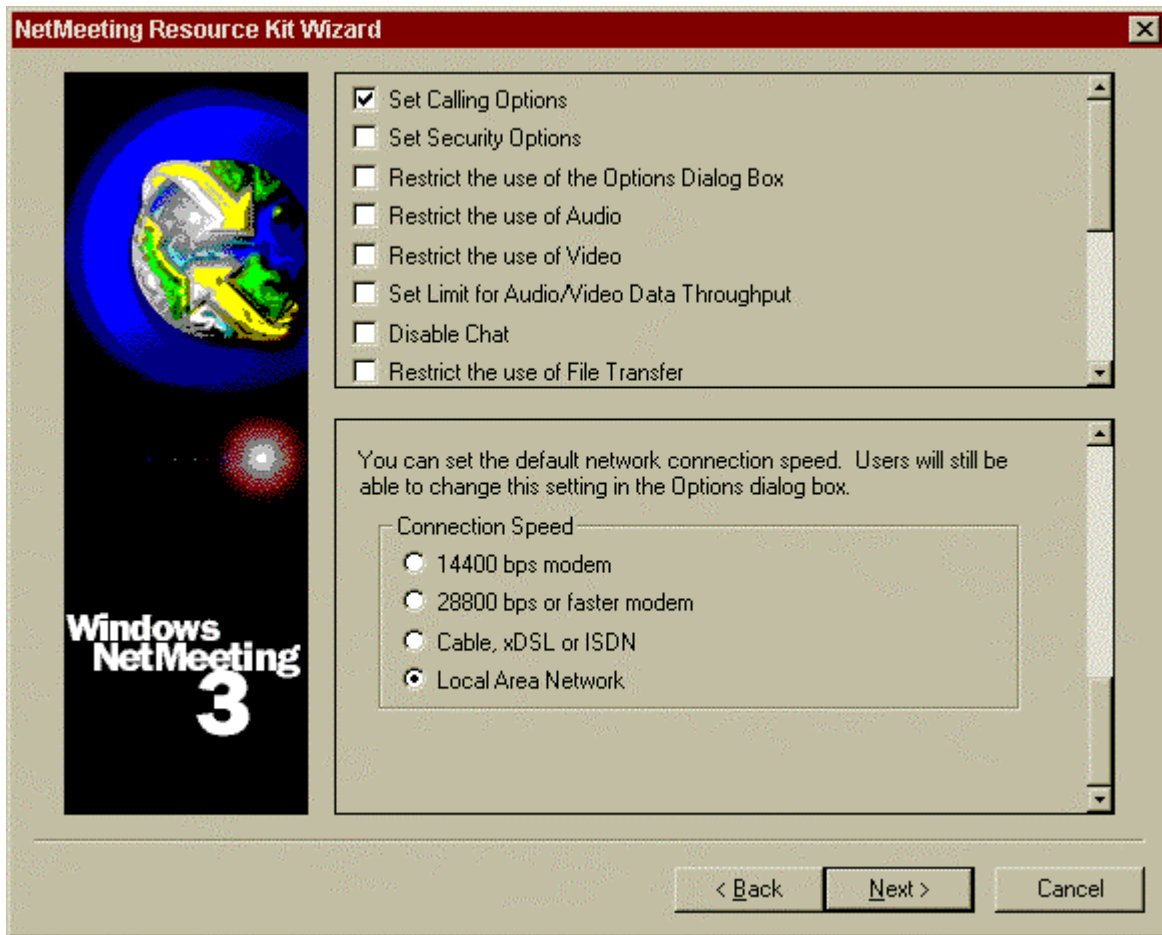 NetMeeting Resource Kit Wizard
Set Calling Options
Set Security Options
Restrict the use of the Options Dialog Box
Restrict the use of Audio
Restrict the use of Video
Set Limit for Audio/Video Data Throughput
Disable Chat
Restrict the use of File Transfer
You can set the default network connection speed.  Users will still be
able to change this setting in the Options dialog box.
Connection Speed
14400 bps modem
28800 bps or faster modem
Cable, xDSL or ISDN
Local Area Network
Windows
NetMeeting
3
< Back
Next >
Cancel